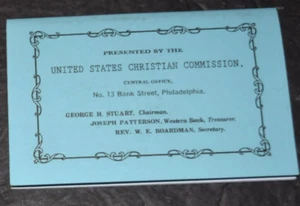 PRESENTED BY THE
UNITED STATES CHRISTIAN COMMISSION,
CENTRAL OFFICE,
No. 13 Bank Street, Philadelphia.
GEORGE H. STUART, Chairman.
JOSEPH PATTERSON, Western Bank, Treasurer.
REV. W. E. BOARDMAN, Secretary.